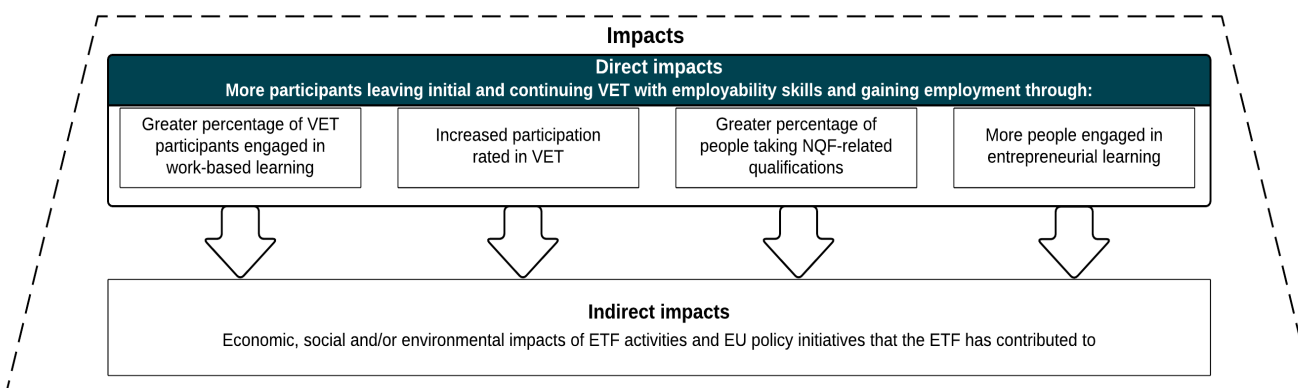 Impacts
Direct impacts
More participants leaving initial and continuing VET with employability skills and gaining employment through:
Greater percentage of VET
participants engaged in
work-based learning
Increased participation
rated in VET
Greater percentage of
people taking NQF-related
qualifications
More people engaged in
entrepreneurial learning
Indirect impacts
Economic, social and/or environmental impacts of ETF activities and EU policy initiatives that the ETF has contributed to